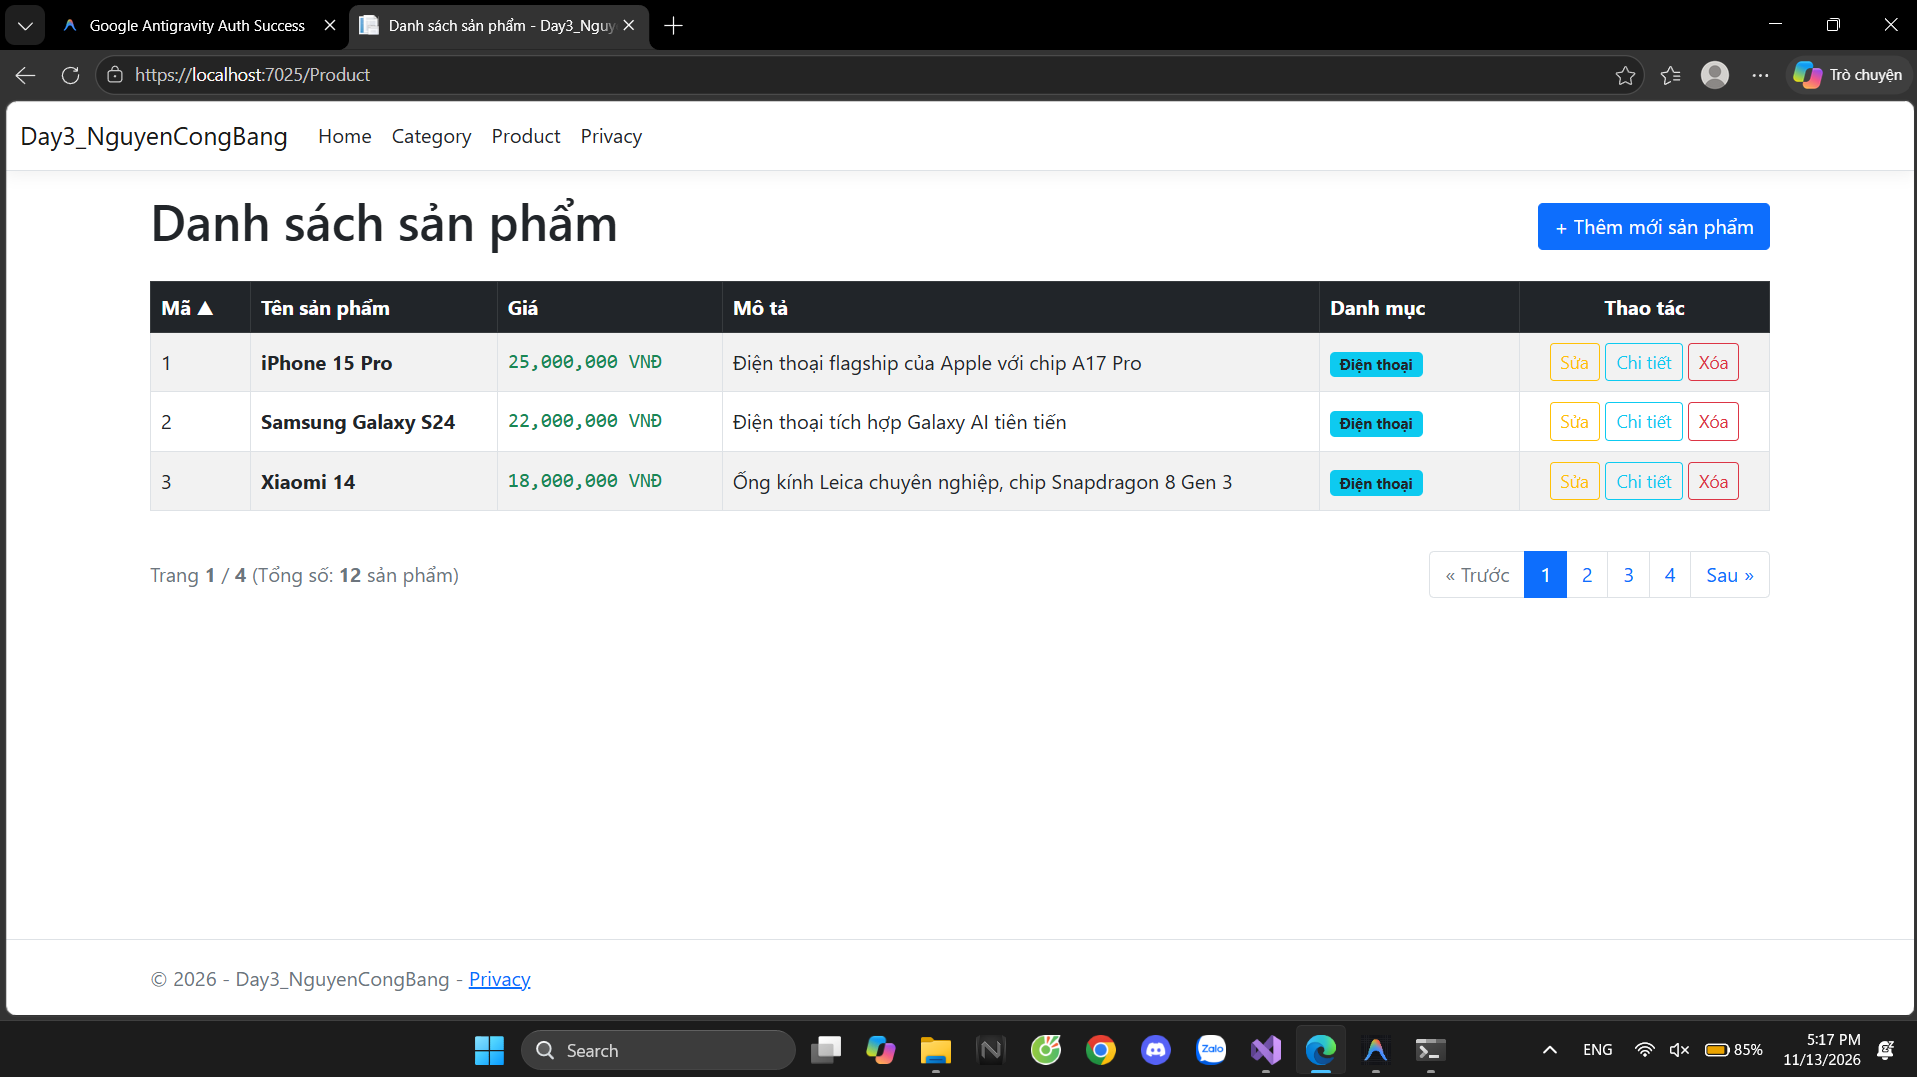 Google Antigravity Auth Success
Danh sách sản phẩm - Day3_Nguy
https://localhost:7025/Product
Trò chuyện
Day3_NguyenCongBang Home Category Product Privacy
Danh sách sản phẩm
+ Thêm mới sản phẩm
Mã ▲ Tên sản phẩm Giá Mô tả Danh mục Thao tác
1 iPhone 15 Pro 25,000,000 VNĐ Điện thoại flagship của Apple với chip A17 Pro Điện thoại Sửa Chi tiết Xóa
2 Samsung Galaxy S24 22,000,000 VNĐ Điện thoại tích hợp Galaxy AI tiên tiến Điện thoại Sửa Chi tiết Xóa
3 Xiaomi 14 18,000,000 VNĐ Ống kính Leica chuyên nghiệp, chip Snapdragon 8 Gen 3 Điện thoại Sửa Chi tiết Xóa
Trang 1 / 4 (Tổng số: 12 sản phẩm)
« Trước 1 2 3 4 Sau »
© 2026 - Day3_NguyenCongBang - Privacy
Search
Zalo
ENG
85%
5:17 PM
11/13/2026